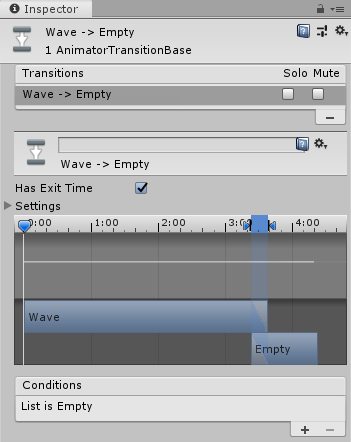 Inspector
Wave -> Empty
1 AnimatorTransitionBase
Transitions Solo Mute
Wave -> Empty
Wave -> Empty
Has Exit Time
Settings
0:00 1:00 2:00 3:00 4:00
Wave
Empty
Conditions
List is Empty